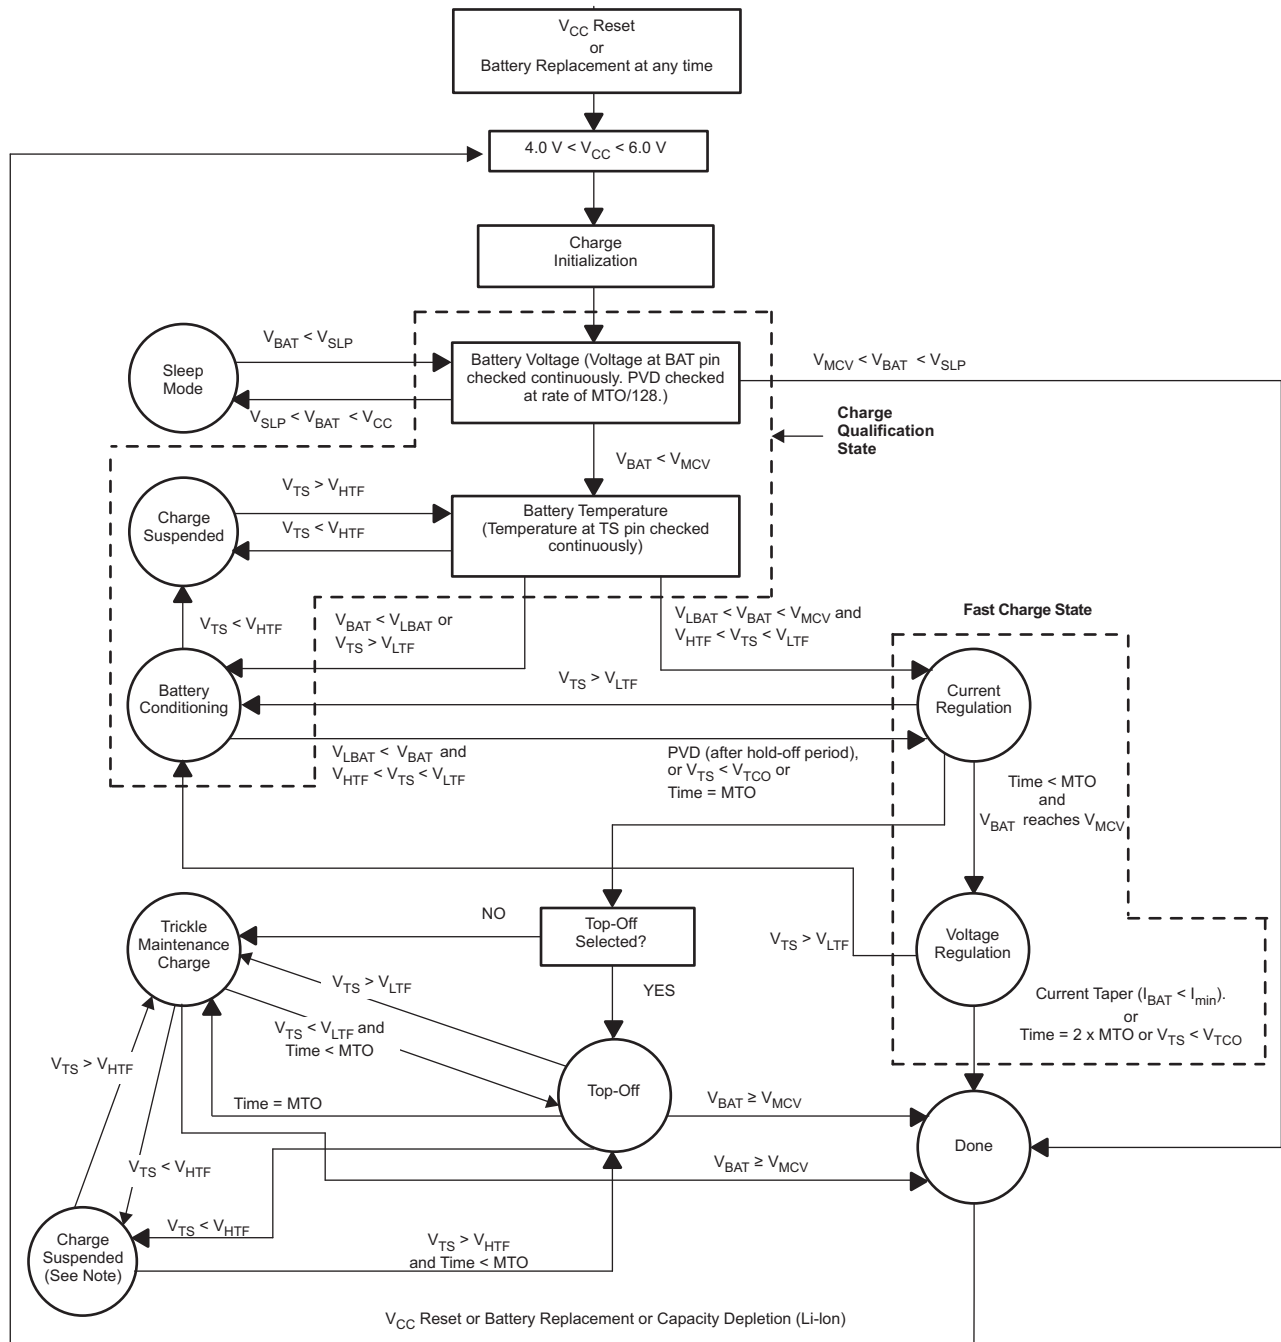 VCC Reset
or
Battery Replacement at any time
4.0 V < VCC < 6.0 V
Charge
Initialization
VBAT < VSLP
Sleep
Mode
VSLP < VBAT < VCC
Battery Voltage (Voltage at BAT pin
checked continuously. PVD checked
at rate of MTO/128.)
VMCV < VBAT < VSLP
Charge
Qualification
State
VBAT < VMCV
VTS > VHTF
Charge
Suspended
VTS < VHTF
Battery Temperature
(Temperature at TS pin checked
continuously)
VTS < VHTF
VBAT < VLBAT or
VTS > VLTF
VLBAT < VBAT < VMCV and
VHTF < VTS < VLTF
Fast Charge State
Battery
Conditioning
VTS > VLTF
Current
Regulation
VLBAT < VBAT and
VHTF < VTS < VLTF
PVD (after hold-off period),
or VTS < VTCO or
Time = MTO
Time < MTO
and
VBAT reaches VMCV
Trickle
Maintenance
Charge
NO
Top-Off
Selected?
VTS > VLTF
Voltage
Regulation
YES
VTS > VLTF
VTS < VLTF and
Time < MTO
Current Taper (IBAT < Imin).
or
Time = 2 x MTO or VTS < VTCO
VTS > VHTF
Time = MTO
Top-Off
VBAT ≥ VMCV
Done
VTS < VHTF
VBAT ≥ VMCV
VTS < VHTF
Charge
Suspended
(See Note)
VTS > VHTF
and Time < MTO
VCC Reset or Battery Replacement or Capacity Depletion (Li-Ion)